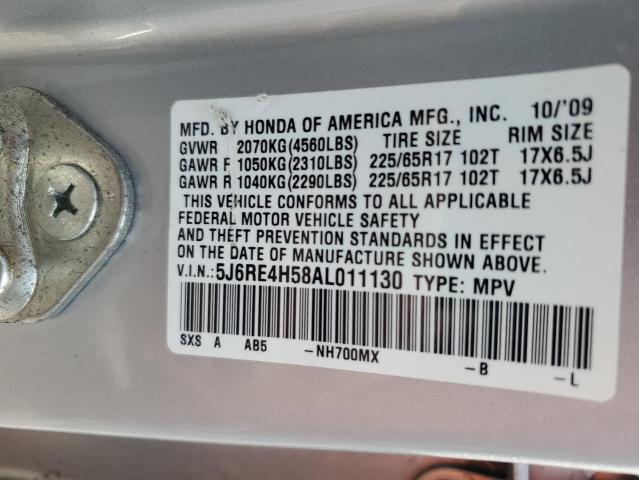 MFD. BY HONDA OF AMERICA MFG., INC. 10/'09
GVWR 2070KG(4560LBS) TIRE SIZE RIM SIZE
GAWR F 1050KG(2310LBS) 225/65R17 102T 17X6.5J
GAWR R 1040KG(2290LBS) 225/65R17 102T 17X6.5J
THIS VEHICLE CONFORMS TO ALL APPLICABLE
FEDERAL MOTOR VEHICLE SAFETY
AND THEFT PREVENTION STANDARDS IN EFFECT
ON THE DATE OF MANUFACTURE SHOWN ABOVE.
V.I.N.:5J6RE4H58AL011130 TYPE: MPV
SXS A AB5 -NH700MX -B -L